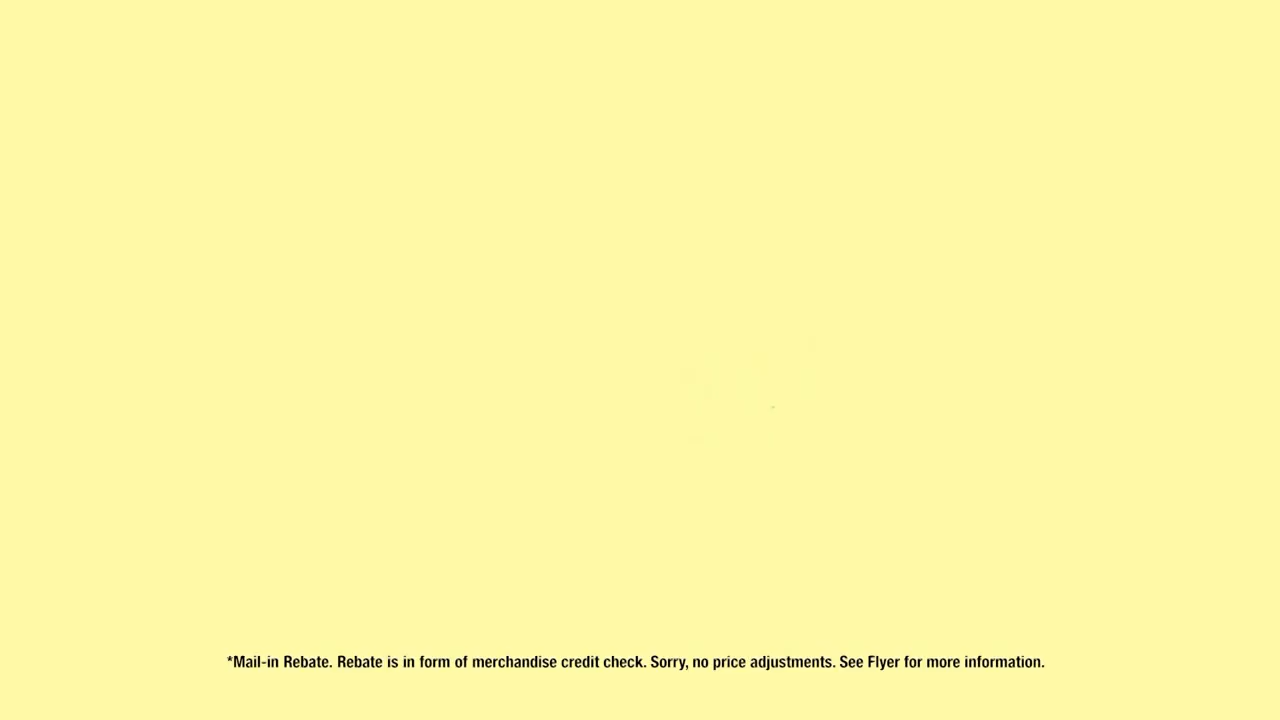 *Mail-in Rebate. Rebate is in form of merchandise credit check. Sorry, no price adjustments. See Flyer for more information.